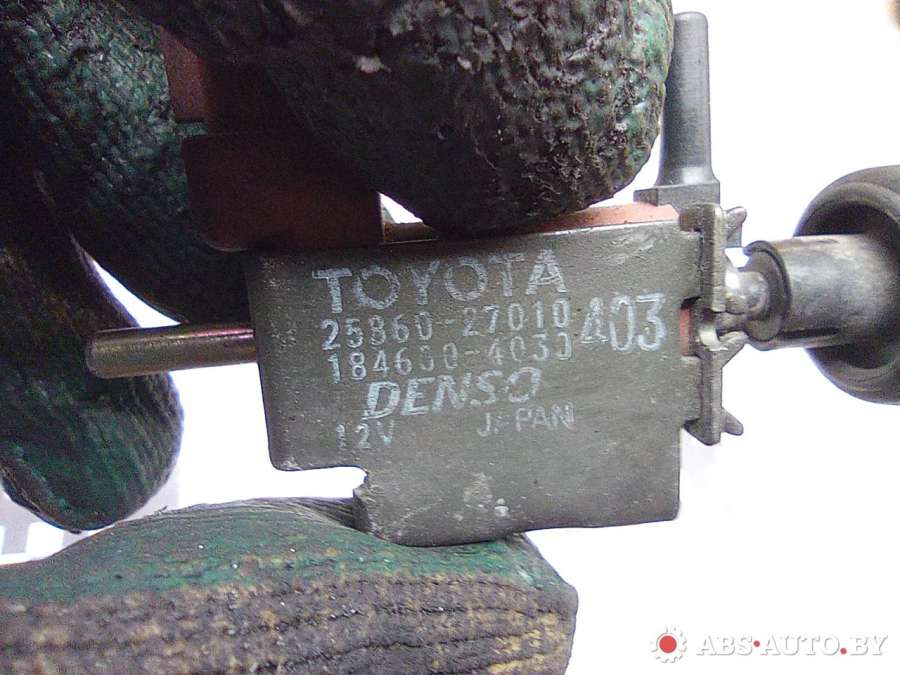 TOYOTA
25860-27010 403
184600-4030
DENSO
12V JAPAN
ABS-AUTO.BY